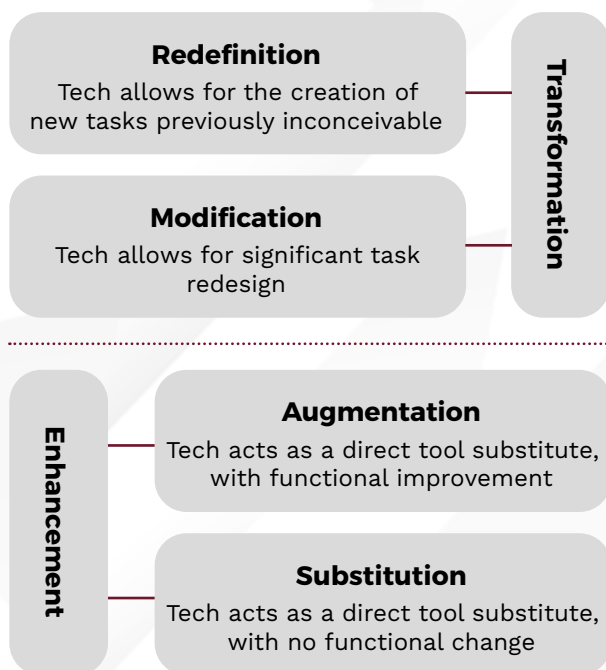 Redefinition
Tech allows for the creation of
new tasks previously inconceivable
Transformation
Modification
Tech allows for significant task
redesign
Enhancement
Augmentation
Tech acts as a direct tool substitute,
with functional improvement
Substitution
Tech acts as a direct tool substitute,
with no functional change